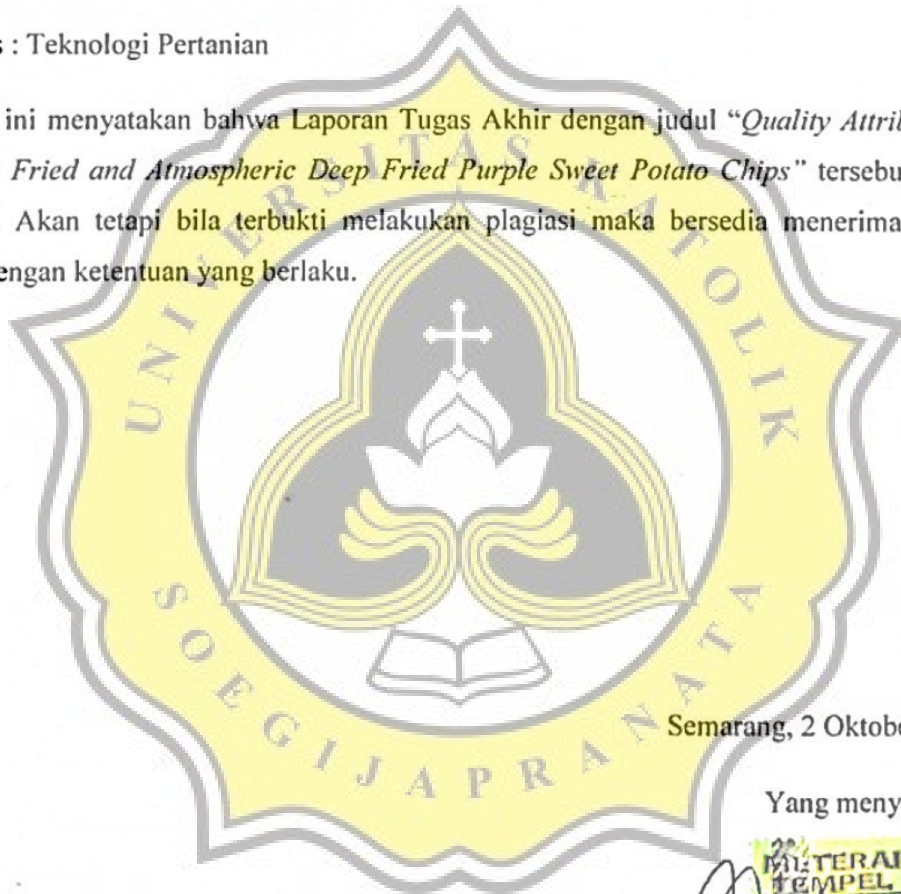 s : Teknologi Pertanian
ini menyatakan bahwa Laporan Tugas Akhir dengan judul “Quality Attril
Fried and Atmospheric Deep Fried Purple Sweet Potato Chips” tersebu
Akan tetapi bila terbukti melakukan plagiasi maka bersedia menerima
engan ketentuan yang berlaku.
UNIVERSITAS KATOLIK
SOEGIJAPRANATA
Semarang, 2 Oktobe
Yang meny
METERAI
TEMPEL